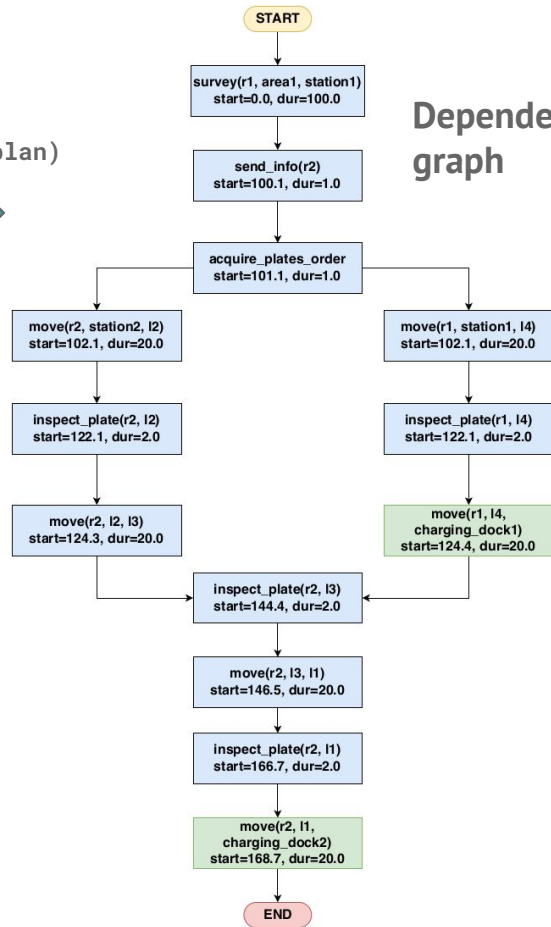 START
survey(r1, area1, station1)
start=0.0, dur=100.0
Depende
graph
plan)
send_info(r2)
start=100.1, dur=1.0
acquire_plates_order
start=101.1, dur=1.0
move(r2, station2, l2)
start=102.1, dur=20.0
move(r1, station1, l4)
start=102.1, dur=20.0
inspect_plate(r2, l2)
start=122.1, dur=2.0
inspect_plate(r1, l4)
start=122.1, dur=2.0
move(r2, l2, l3)
start=124.3, dur=20.0
move(r1, l4,
charging_dock1)
start=124.4, dur=20.0
inspect_plate(r2, l3)
start=144.4, dur=2.0
move(r2, l3, l1)
start=146.5, dur=20.0
inspect_plate(r2, l1)
start=166.7, dur=2.0
move(r2, l1,
charging_dock2)
start=168.7, dur=20.0
END